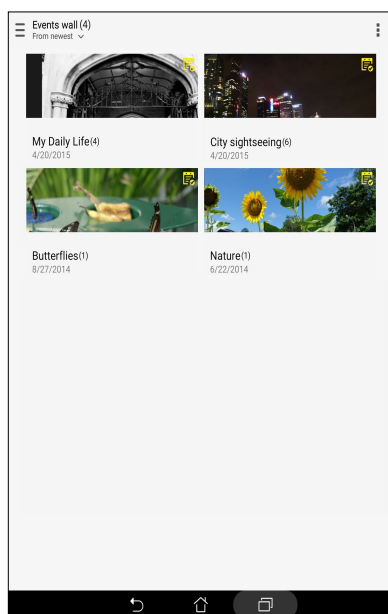 Events wall (4)
From newest
My Daily Life(4)
4/20/2015
City sightseeing(6)
4/20/2015
Butterflies(1)
8/27/2014
Nature(1)
6/22/2014